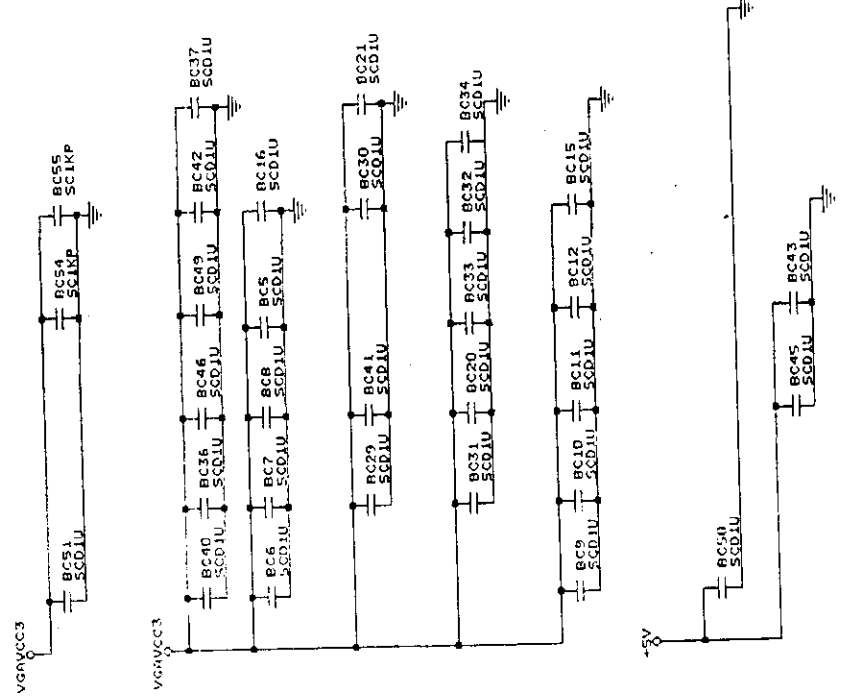 VGAVCC3
BC51
SCD1U
BC54
SC1KP
BC55
SC1KP
VGAVCC3
BC40
SCD1U
BC36
SCD1U
BC46
SCD1U
BC49
SCD1U
BC42
SCD1U
BC37
SCD1U
BC6
SCD1U
BC7
SCD1U
BC8
SCD1U
BC5
SCD1U
BC16
SCD1U
BC29
SCD1U
BC41
SCD1U
BC30
SCD1U
BC21
SCD1U
BC31
SCD1U
BC20
SCD1U
BC33
SCD1U
BC32
SCD1U
BC34
SCD1U
BC9
SCD1U
BC10
SCD1U
BC11
SCD1U
BC12
SCD1U
BC15
SCD1U
+5V
BC50
SCD1U
BC45
SCD1U
BC43
SCD1U